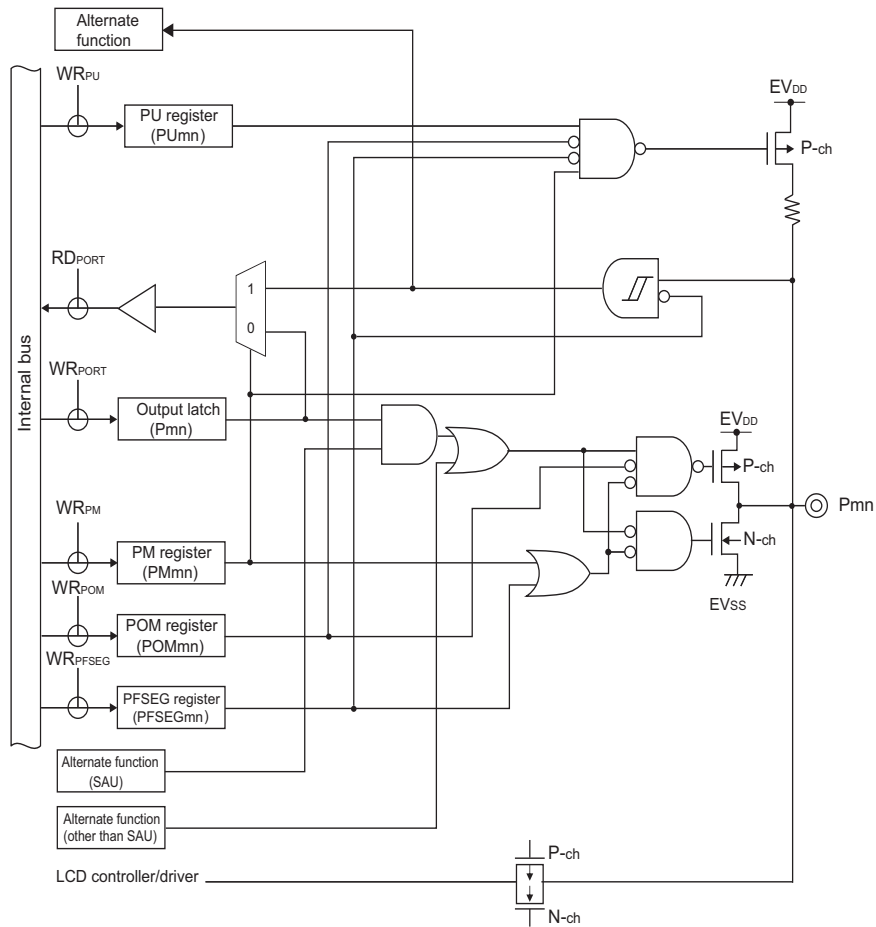 Alternate
function
WRPU
PU register
(PUmn)
EVDD
P-ch
RDPORT
1
0
Internal bus
WRPORT
Output latch
(Pmn)
EVDD
P-ch
Pmn
N-ch
EVSS
WRPM
PM register
(PMmn)
WRPOM
POM register
(POMmn)
WRPFSEG
PFSEG register
(PFSEGmn)
Alternate function
(SAU)
Alternate function
(other than SAU)
P-ch
LCD controller/driver
N-ch